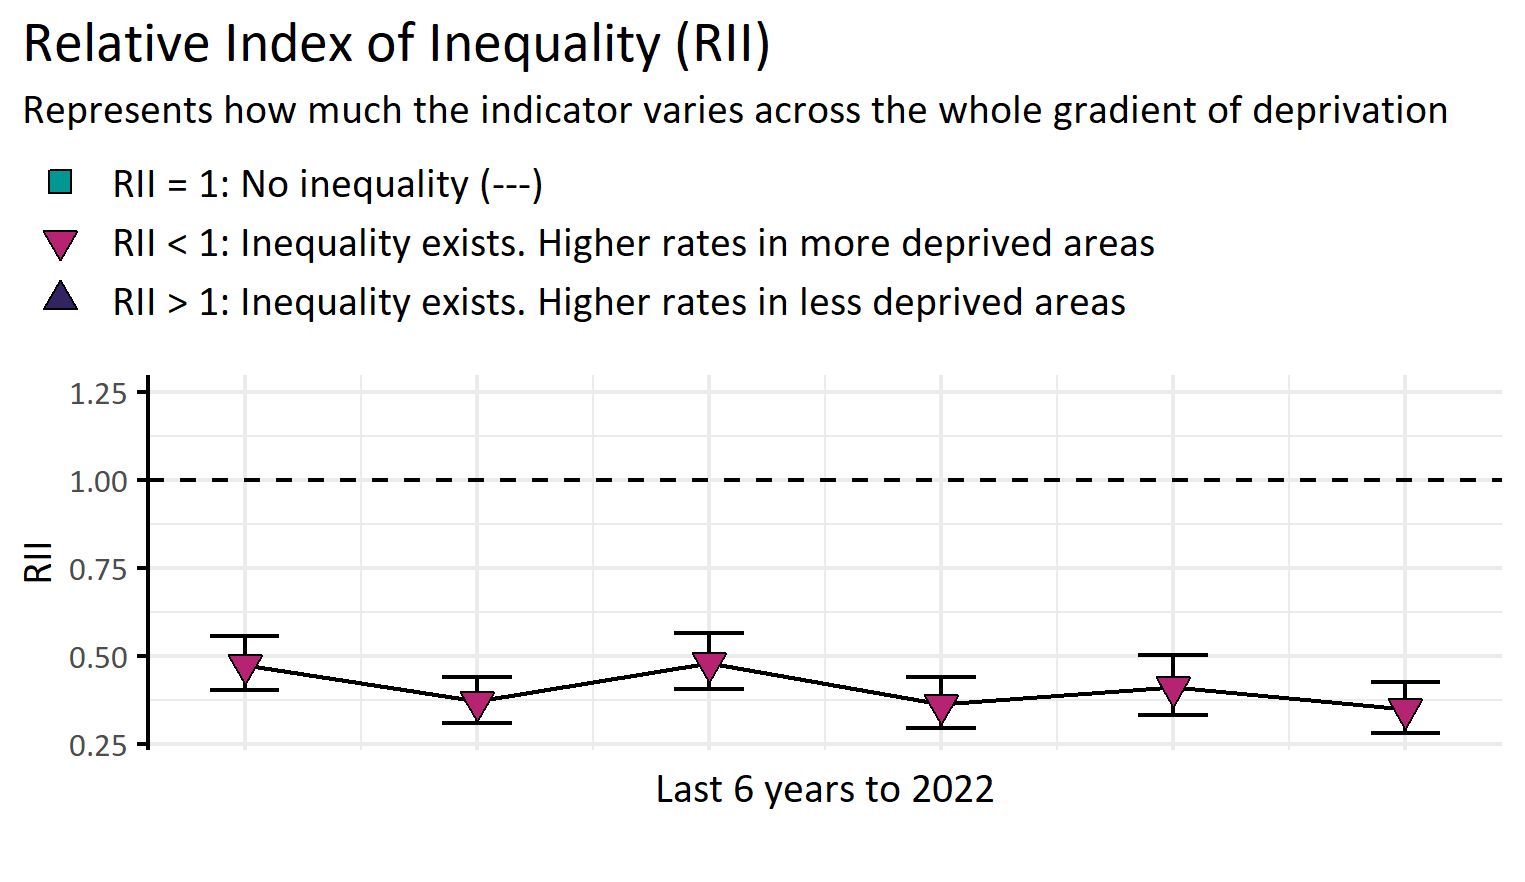 Relative Index of Inequality (RII)
Represents how much the indicator varies across the whole gradient of deprivation
RII = 1: No inequality (---)
RII < 1: Inequality exists. Higher rates in more deprived areas
RII > 1: Inequality exists. Higher rates in less deprived areas
1.25
1.00
0.75
0.50
0.25
RII
Last 6 years to 2022